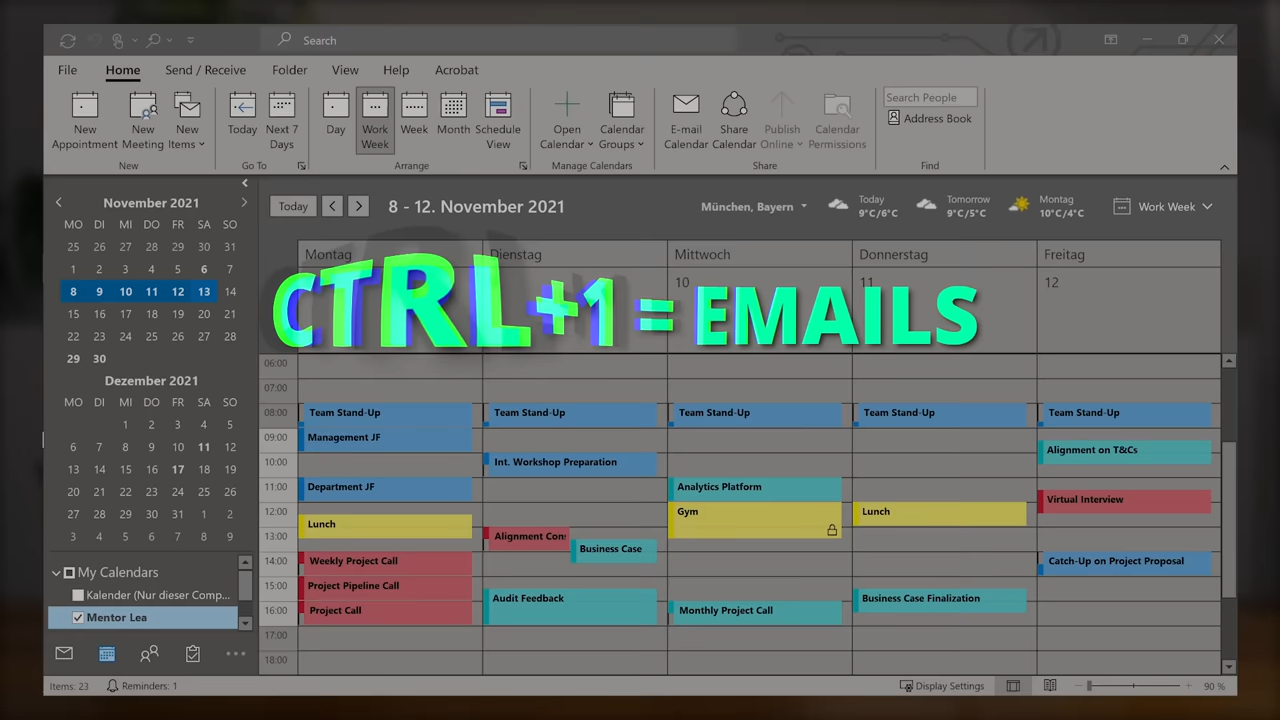 Search
File Home Send / Receive Folder View Help Acrobat
New Appointment
New Meeting
New Items
New
Today
Next 7 Days
Go To
Day
Work Week
Week
Month
Schedule View
Arrange
Open Calendar
Calendar Groups
Manage Calendars
E-mail Calendar
Share Calendar
Publish Online
Calendar Permissions
Share
Search People
Address Book
Find
November 2021
MO DI MI DO FR SA SO
25 26 27 28 29 30 31
1 2 3 4 5 6 7
8 9 10 11 12 13 14
15 16 17 18 19 20 21
22 23 24 25 26 27 28
29 30
Dezember 2021
MO DI MI DO FR SA SO
1 2 3 4 5
6 7 8 9 10 11 12
13 14 15 16 17 18 19
20 21 22 23 24 25 26
27 28 29 30 31 1 2
3 4 5 6 7 8 9
My Calendars
Kalender (Nur dieser Comp...
Mentor Lea
Today
8 - 12. November 2021
München, Bayern
Today
9°C/6°C
Tomorrow
9°C/5°C
Montag
10°C/4°C
Work Week
Montag Dienstag Mittwoch Donnerstag Freitag
10 11 12
CTRL+1 = EMAILS
06:00
07:00
08:00 Team Stand-Up Team Stand-Up Team Stand-Up Team Stand-Up Team Stand-Up
09:00 Management JF Alignment on T&Cs
10:00 Int. Workshop Preparation
11:00 Department JF Analytics Platform Virtual Interview
12:00 Lunch Gym Lunch
13:00 Alignment Con Business Case
14:00 Weekly Project Call Catch-Up on Project Proposal
15:00 Project Pipeline Call Audit Feedback Business Case Finalization
16:00 Project Call Monthly Project Call
17:00
18:00
Items: 23 Reminders: 1 Display Settings 90 %